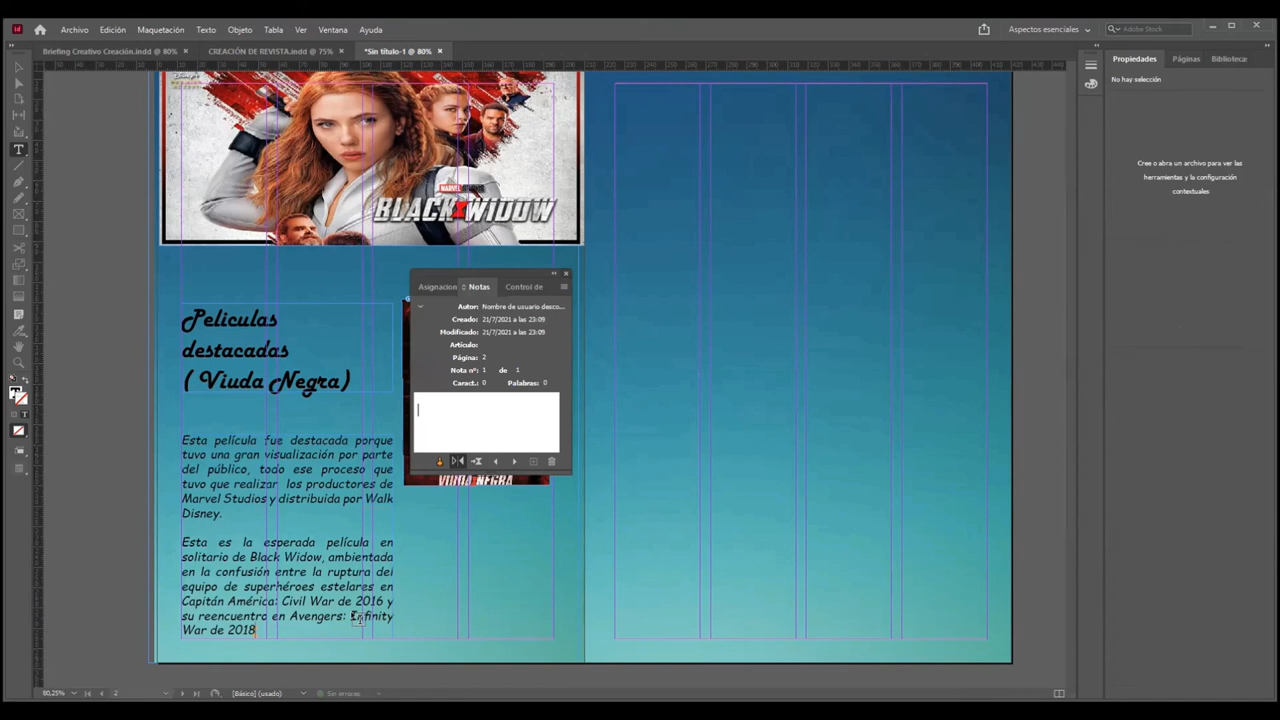 Archivo Edición Maquetación Texto Objeto Tabla Ver Ventana Ayuda
Aspectos esenciales
Adobe Stock
Briefing Creativo Creación.indd @ 80% ×
CREACIÓN DE REVISTA.indd @ 75% ×
*Sin título-1 @ 80% ×
Propiedades Páginas Bibliotecas
No hay selección
Cree o abra un archivo para ver las
herramientas y la configuración
contextuales
Disney+
MARVEL STUDIOS
BLACK WIDOW
Peliculas
destacadas
( Viuda Negra)
Asignacion Notas Control de
Autor: Nombre de usuario desco...
Creado: 21/7/2021 a las 23:09
Modificado: 21/7/2021 a las 23:09
Artículo:
Página: 2
Nota nº: 1 de 1
Caract.: 0 Palabras: 0
VIUDA NEGRA
Esta película fue destacada porque
tuvo una gran visualización por parte
del público, todo ese proceso que
tuvo que realizar los productores de
Marvel Studios y distribuida por Walk
Disney.
Esta es la esperada película en
solitario de Black Widow, ambientada
en la confusión entre la ruptura del
equipo de superhéroes estelares en
Capitán América: Civil War de 2016 y
su reencuentro en Avengers: Infinity
War de 2018
80,25% 2 [Básico] (usado) Sin errores